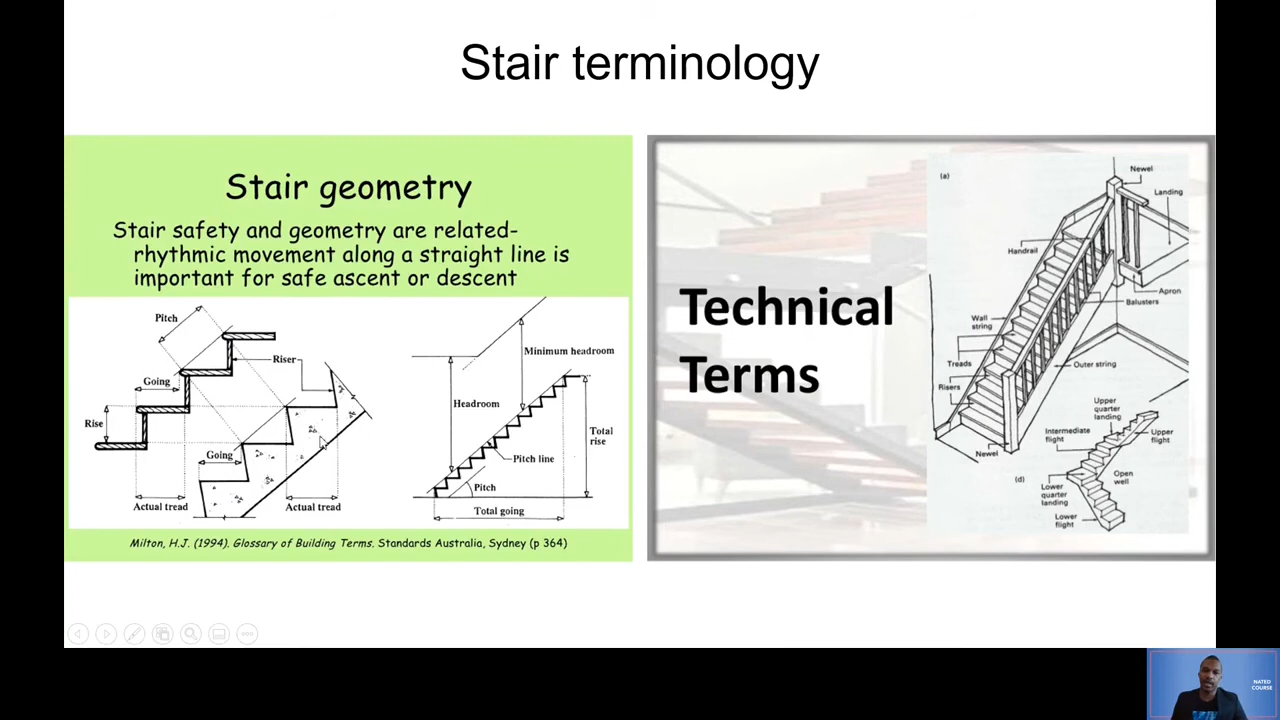 Stair terminology
Stair geometry
Stair safety and geometry are related-
rhythmic movement along a straight line is
important for safe ascent or descent
Pitch
Riser
Going
Rise
Going
Actual tread
Actual tread
Minimum headroom
Headroom
Total
rise
Pitch line
Pitch
Total going
Milton, H.J. (1994). Glossary of Building Terms. Standards Australia, Sydney (p 364)
Technical
Terms
(a)
Newel
Landing
Handrail
Apron
Balusters
Wall
string
Treads
Outer string
Risers
Newel
Upper
quarter
landing
Intermediate
flight
Upper
flight
(d)
Open
well
Lower
quarter
landing
Lower
flight
NATED
COURSE